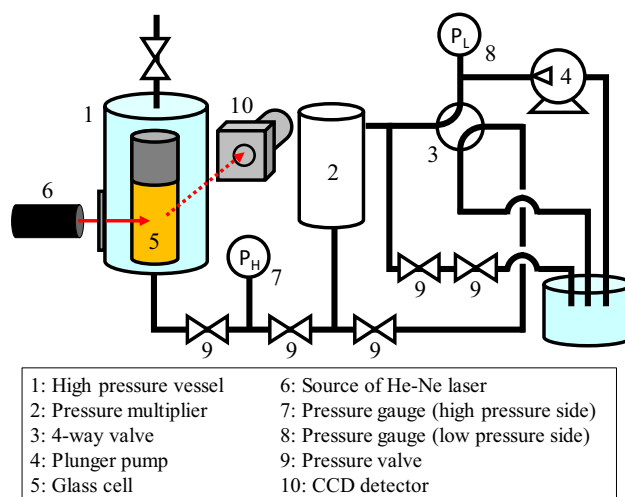 P_L
8
4
10
1
2
3
6
5
P_H
7
9 9
9 9 9
1: High pressure vessel
2: Pressure multiplier
3: 4-way valve
4: Plunger pump
5: Glass cell
6: Source of He-Ne laser
7: Pressure gauge (high pressure side)
8: Pressure gauge (low pressure side)
9: Pressure valve
10: CCD detector